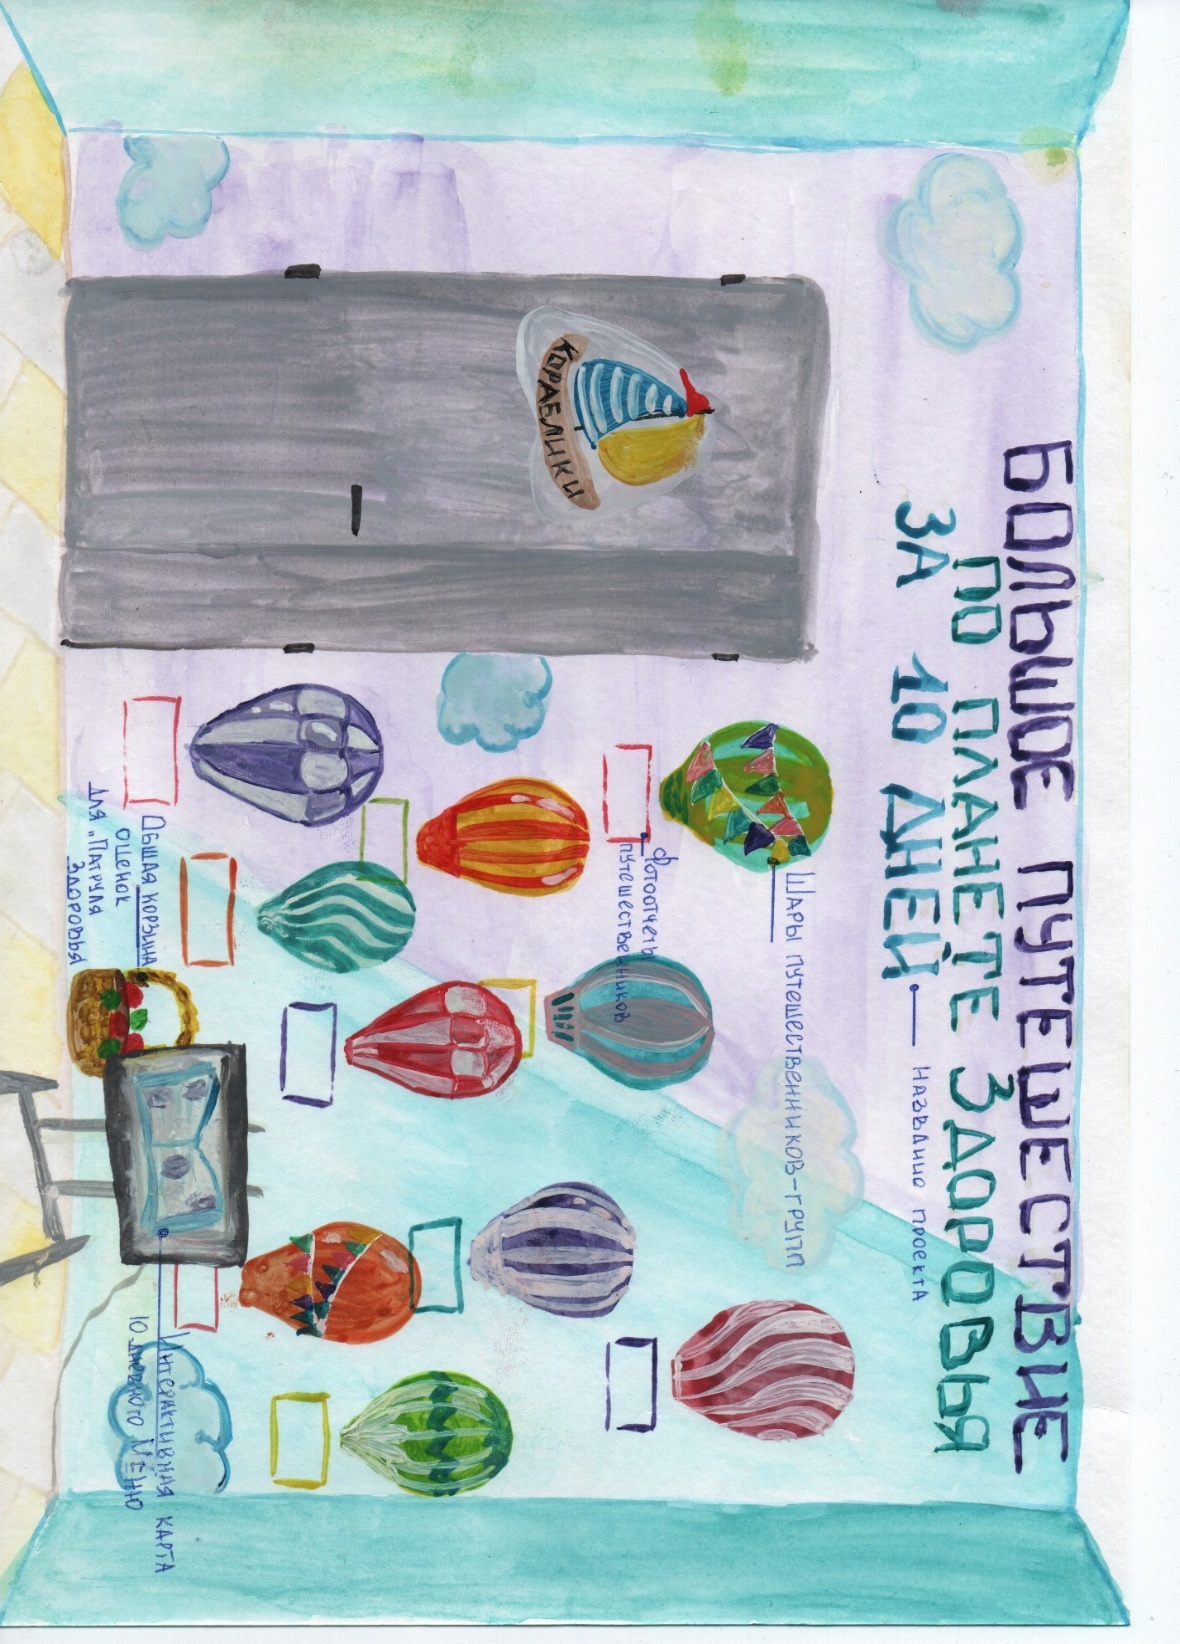 БОЛЬШОЕ ПУТЕШЕСТВИЕ
ПО ПЛАНЕТЕ ЗДОРОВЬЯ
ЗА 10 ДНЕЙ
НАЗВАНИЕ ПРОЕКТА
КОРАБЛИКИ
ШАРЫ ПУТЕШЕСТВЕННИКОВ-ГРУПП
ФОТООТЧЕТЫ
ПУТЕШЕСТВЕННИКОВ
ОБЩАЯ КОРЗИНА
ОЦЕНОК
ДЛЯ „ПАТРУЛЯ
ЗДОРОВЬЯ
ИНТЕРАКТИВНАЯ КАРТА
10 ДНЕВНОГО МЕНЮ